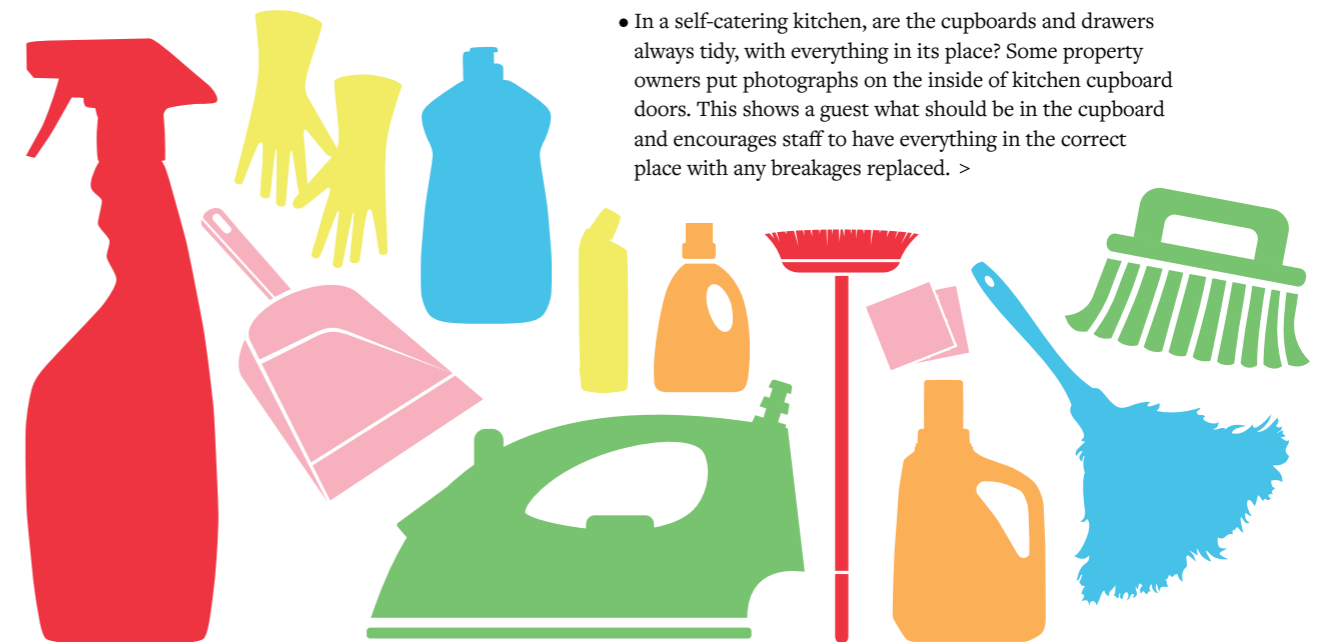 • In a self-catering kitchen, are the cupboards and drawers
always tidy, with everything in its place? Some property
owners put photographs on the inside of kitchen cupboard
doors. This shows a guest what should be in the cupboard
and encourages staff to have everything in the correct
place with any breakages replaced. >